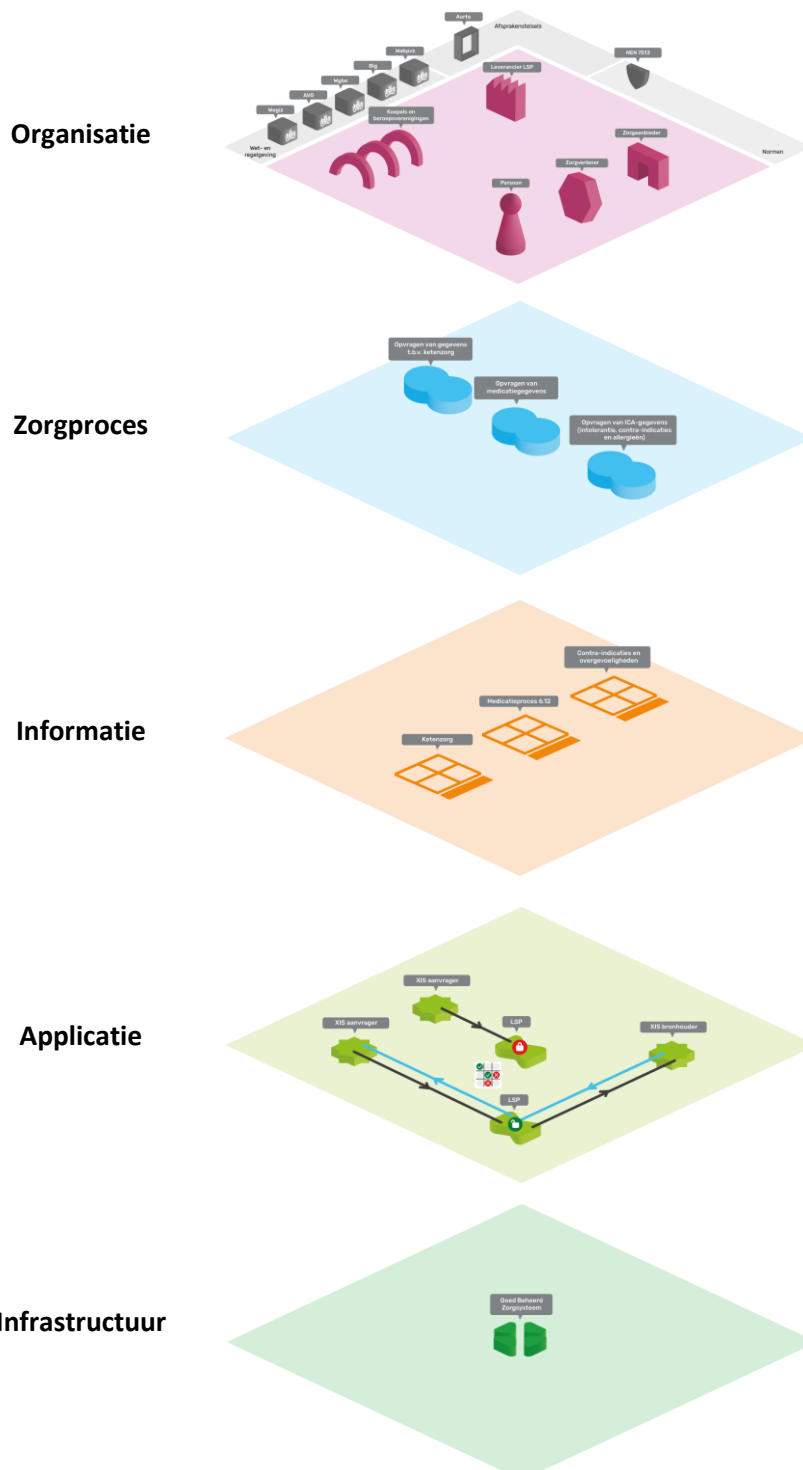 Aorta
Afsprakenstelsels
Wabpvz
NEN 7513
Big
Leverancier LSP
Wgbo
AVG
Koepels en
beroepsverenigingen
Wegiz
Organisatie
Zorgaanbieder
Wet- en
regelgeving
Normen
Zorgverlener
Persoon
Opvragen van gegevens
t.b.v. ketenzorg
Opvragen van
medicatiegegevens
Zorgproces
Opvragen van ICA-gegevens
(intolerantie, contra-indicaties
en allergieën)
Contra-indicaties en
overgevoeligheden
Medicatieproces 6.12
Informatie
Ketenzorg
XIS aanvrager
XIS aanvrager
LSP
XIS bronhouder
Applicatie
LSP
Goed Beheerd
Zorgsysteem
Infrastructuur